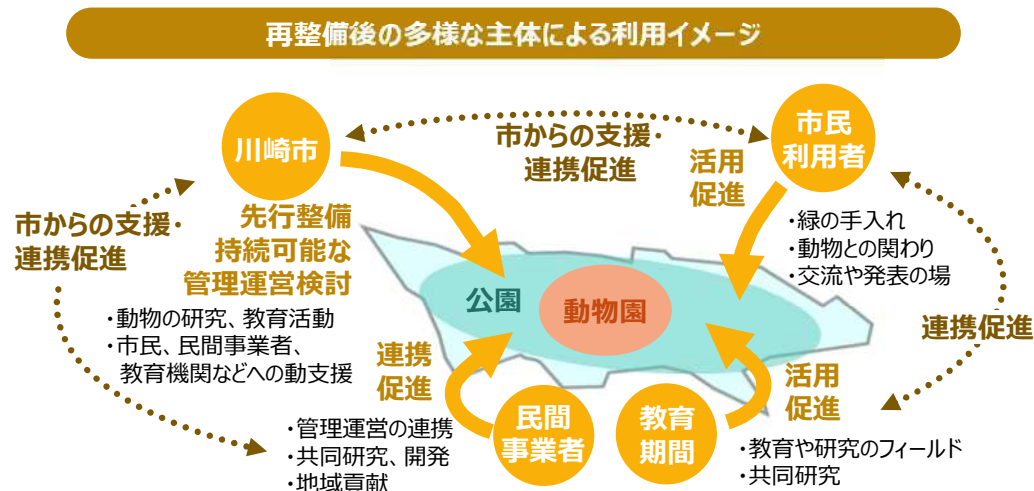 再整備後の多様な主体による利用イメージ
川崎市
市からの支援・
連携促進
市民
利用者
活用
促進
市からの支援・
連携促進
先行整備
持続可能な
管理運営検討
・動物の研究、教育活動
・市民、民間事業者、
教育機関などへの動支援
・緑の手入れ
・動物との関わり
・交流や発表の場
公園
動物園
連携促進
連携
促進
民間
事業者
・管理運営の連携
・共同研究、開発
・地域貢献
教育
期間
活用
促進
・教育や研究のフィールド
・共同研究